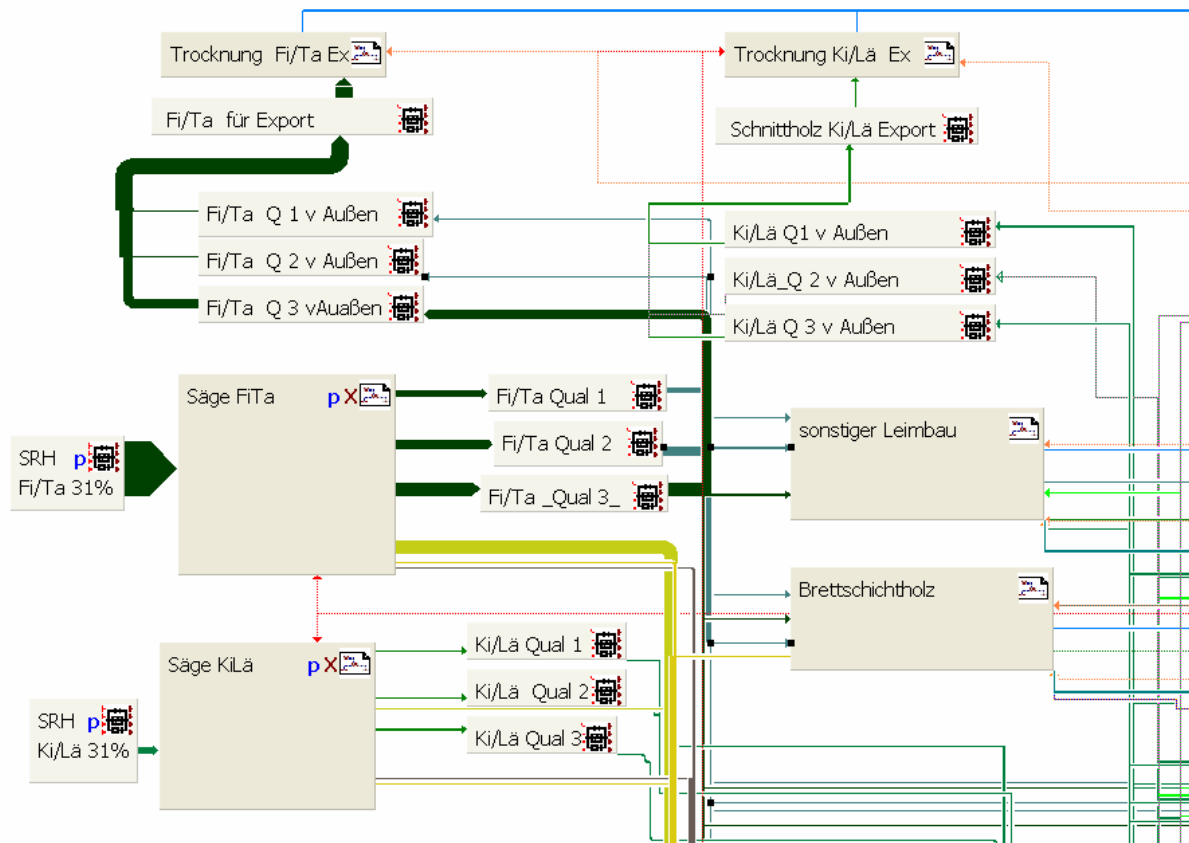 Trocknung Fi/Ta Ex
Trocknung Ki/Lä Ex
Fi/Ta für Export
Schnittholz Ki/Lä Export
Fi/Ta Q 1 v Außen
Ki/Lä Q1 v Außen
Fi/Ta Q 2 v Außen
Ki/Lä_Q 2 v Außen
Fi/Ta Q 3 vAuaßen
Ki/Lä Q 3 v Außen
Säge FiTa p X
Fi/Ta Qual 1
sonstiger Leimbau
Fi/Ta Qual 2
SRH p
Fi/Ta 31%
Fi/Ta _Qual 3_
Brettschichtholz
Säge KiLä p X
Ki/Lä Qual 1
Ki/Lä Qual 2
SRH p
Ki/Lä 31%
Ki/Lä Qual 3